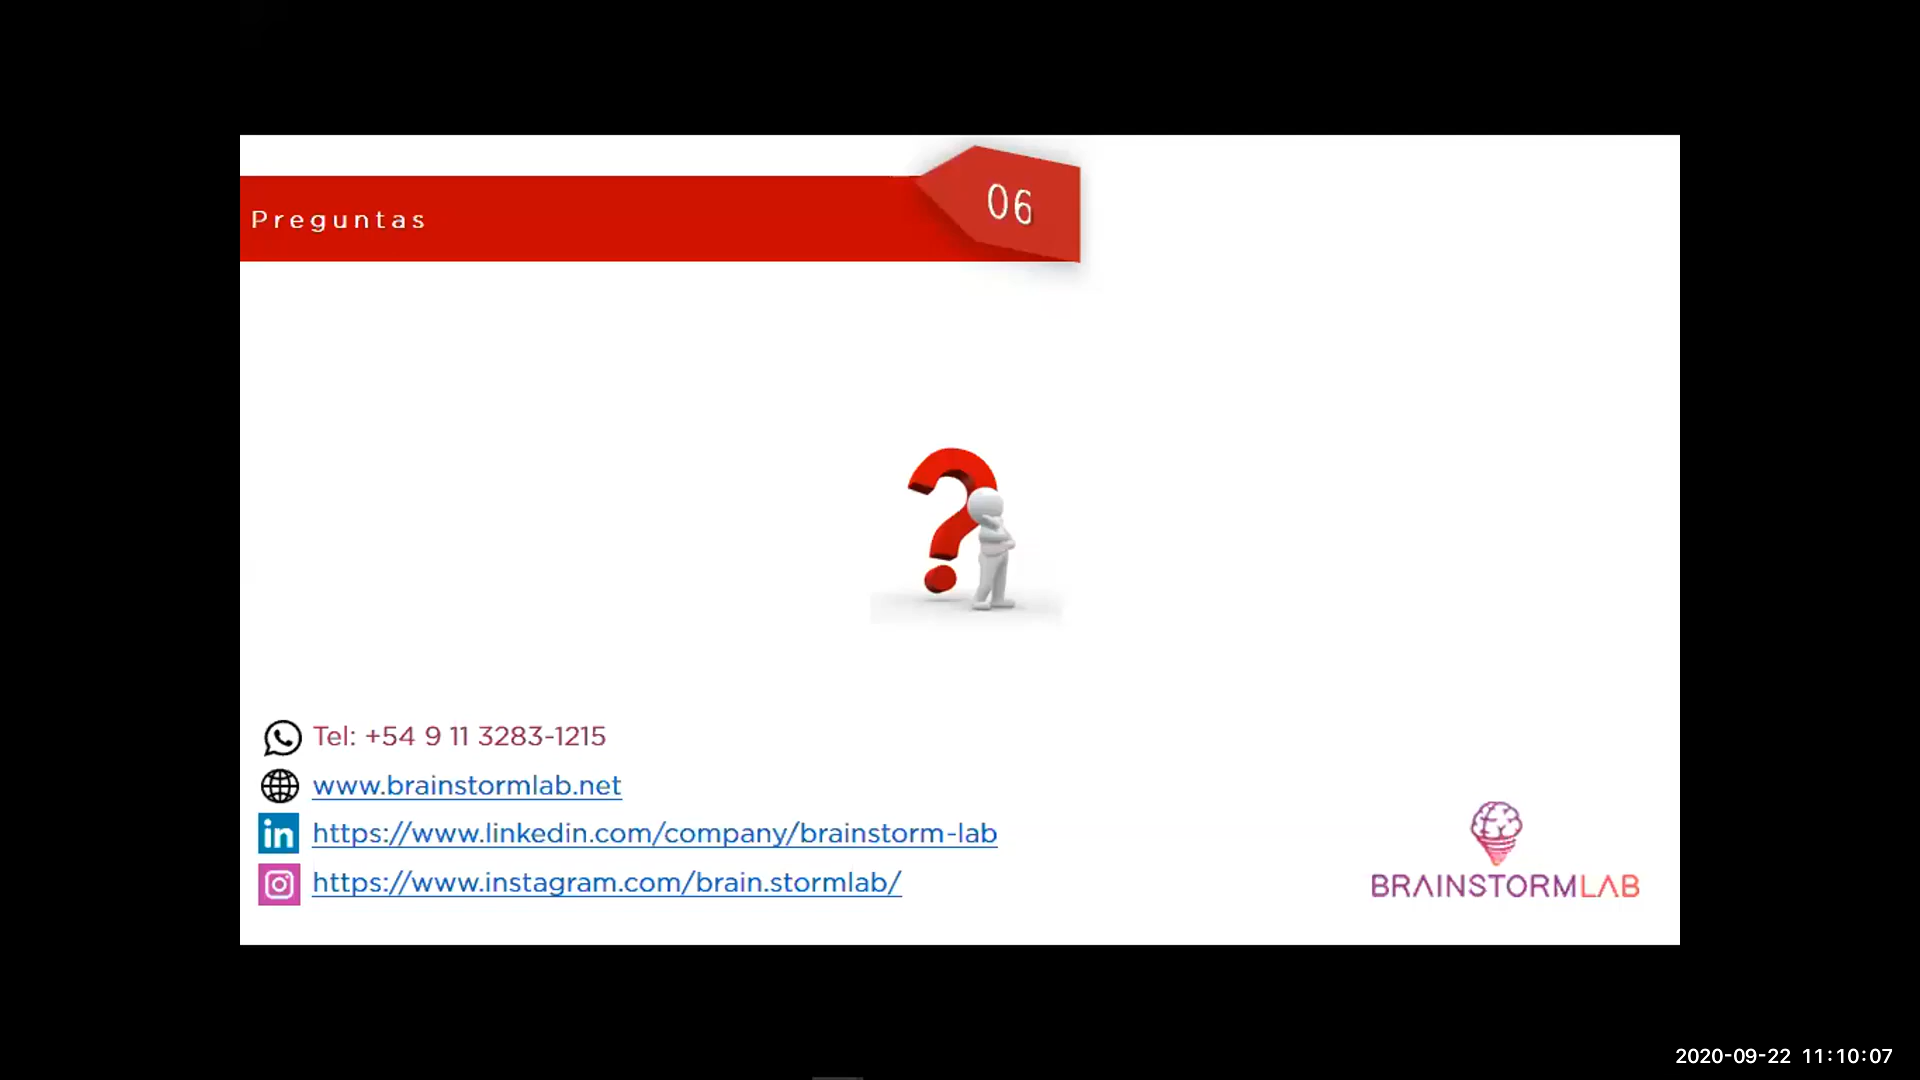 Preguntas
06
Tel: +54 9 11 3283-1215
www.brainstormlab.net
in https://www.linkedin.com/company/brainstorm-lab
https://www.instagram.com/brain.stormlab/
BRAINSTORMLAB
2020-09-22 11:10:07